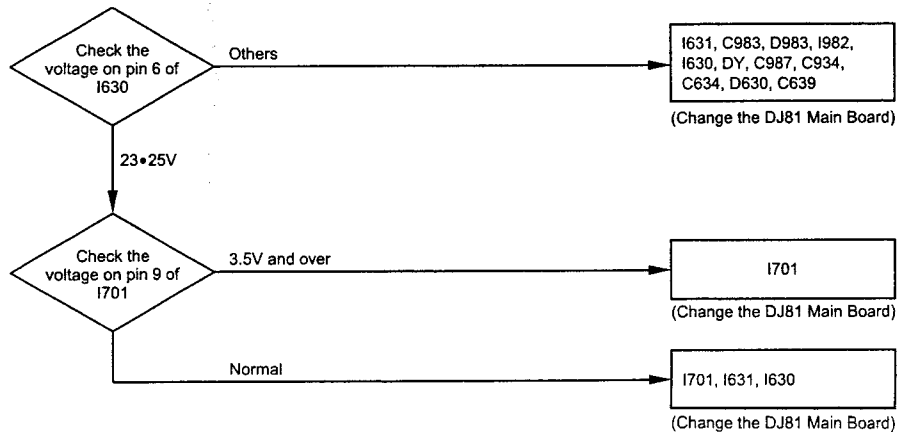 Check the
voltage on pin 6 of
I630
Others
I631, C983, D983, I982,
I630, DY, C987, C934,
C634, D630, C639
(Change the DJ81 Main Board)
23•25V
Check the
voltage on pin 9 of
I701
3.5V and over
I701
(Change the DJ81 Main Board)
Normal
I701, I631, I630
(Change the DJ81 Main Board)